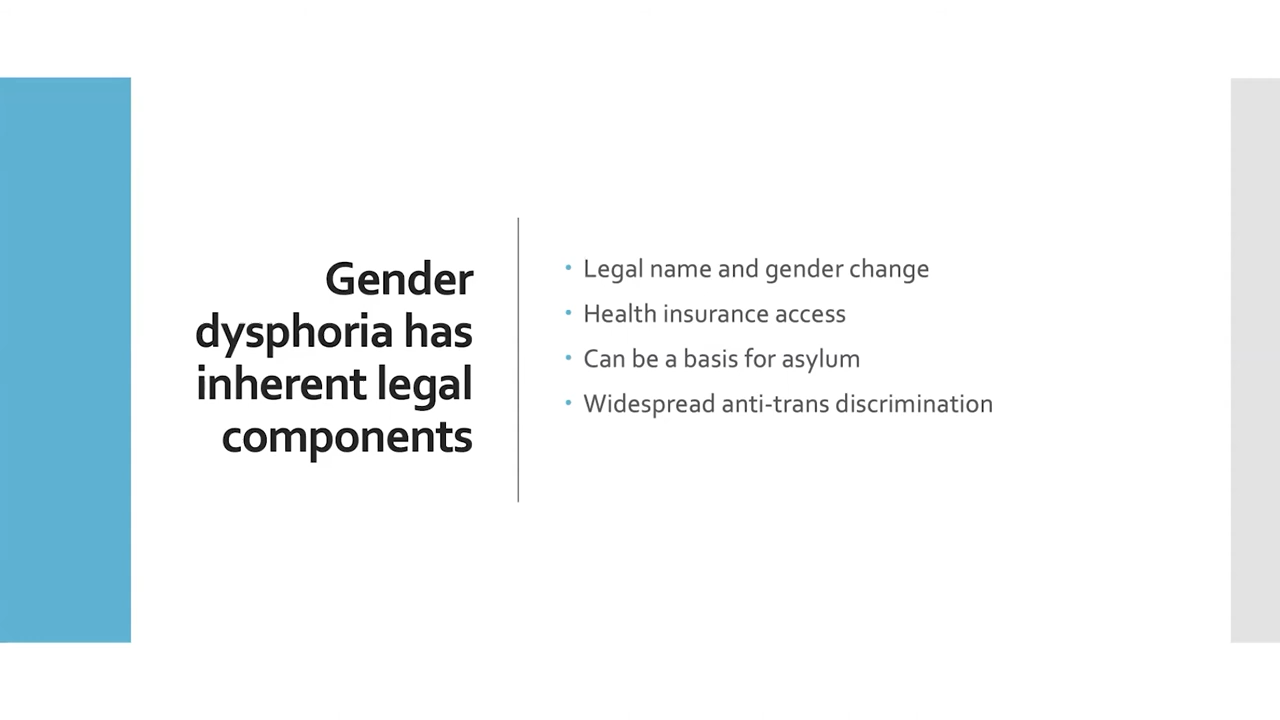 Gender
dysphoria has
inherent legal
components
• Legal name and gender change
• Health insurance access
• Can be a basis for asylum
• Widespread anti-trans discrimination